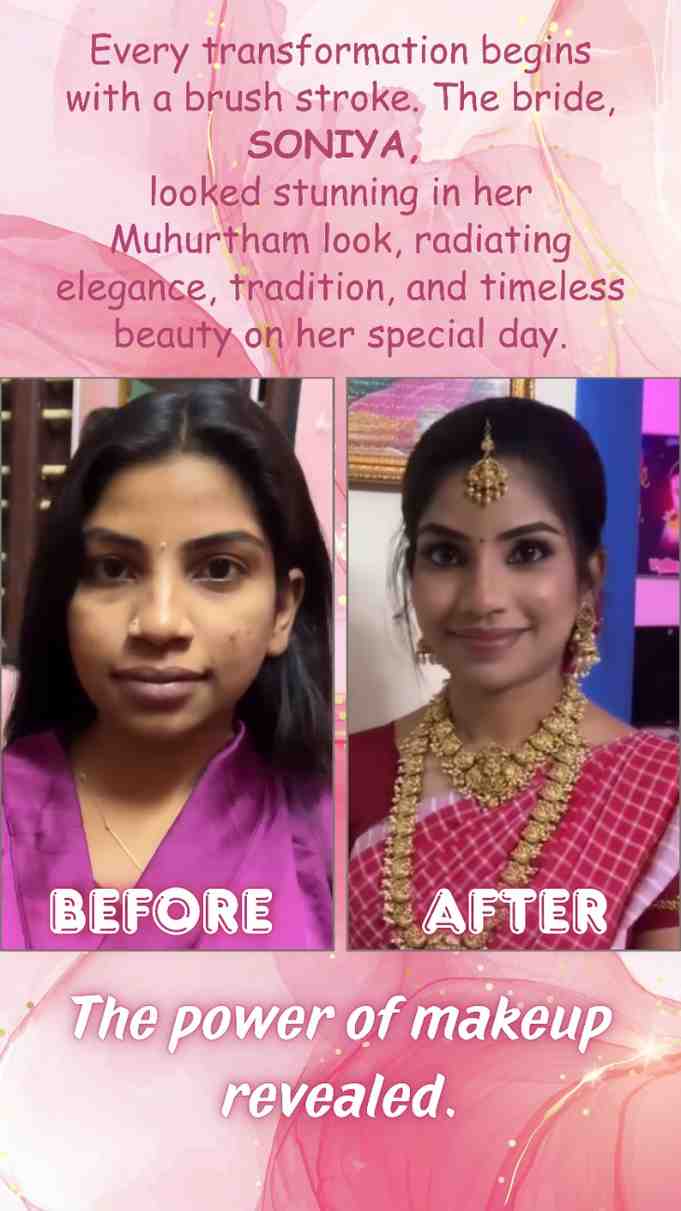 Every transformation begins
with a brush stroke. The bride,
SONIYA,
looked stunning in her
Muhurtham look, radiating
elegance, tradition, and timeless
beauty on her special day.
BEFORE
AFTER
The power of makeup
revealed.